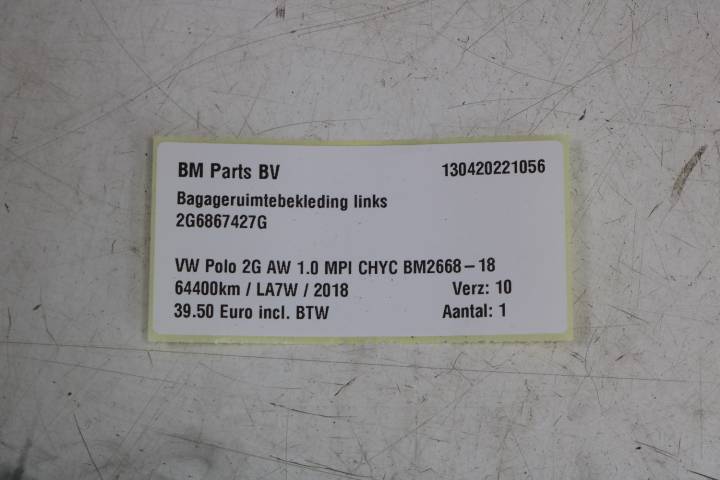 BM Parts BV 130420221056
Bagageruimtebekleding links
2G6867427G
VW Polo 2G AW 1.0 MPI CHYC BM2668-18
64400km / LA7W / 2018 Verz: 10
39.50 Euro incl. BTW Aantal: 1